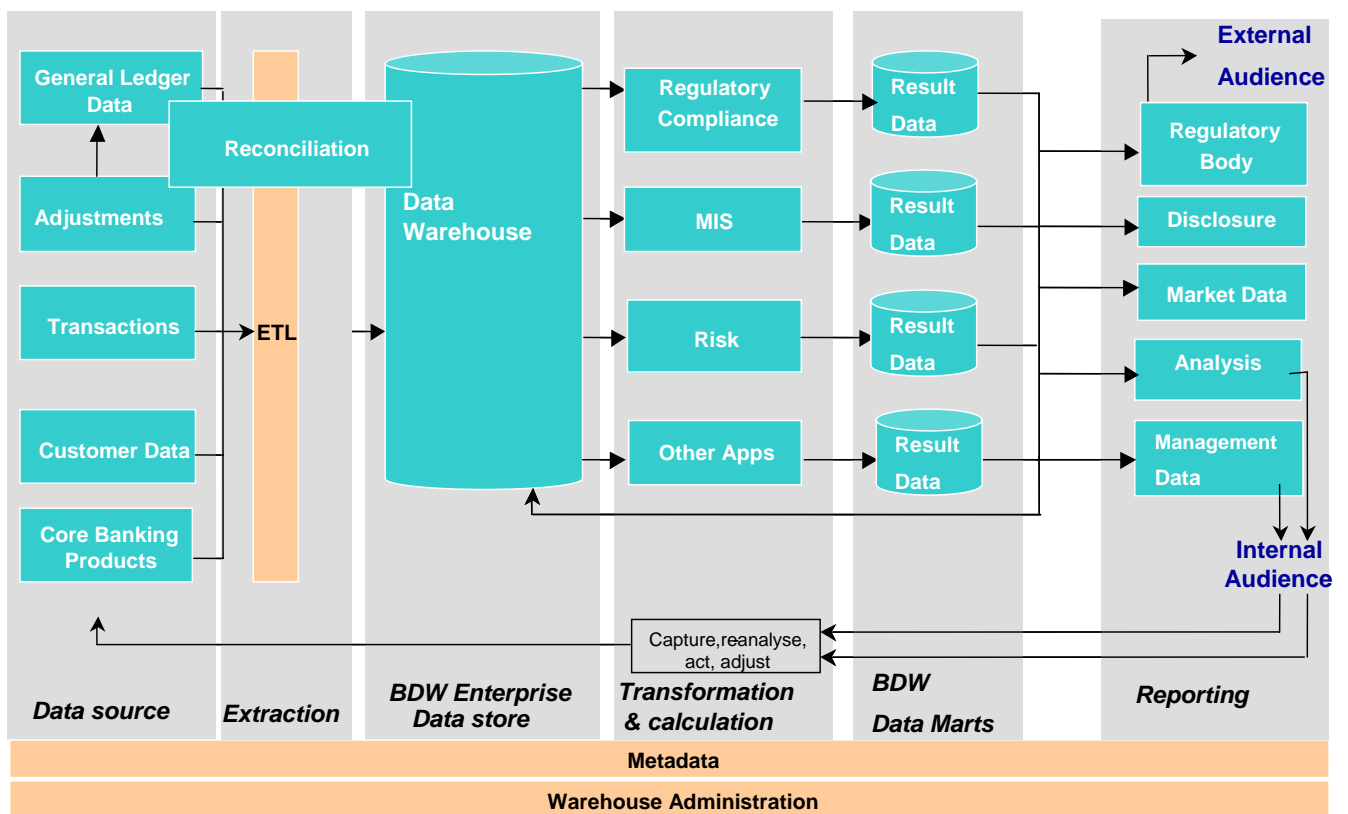 General Ledger
Data
Reconciliation
Adjustments
Transactions
Customer Data
Core Banking
Products
ETL
Data
Warehouse
Regulatory
Compliance
MIS
Risk
Other Apps
Result
Data
Result
Data
Result
Data
Result
Data
External
Audience
Regulatory
Body
Disclosure
Market Data
Analysis
Management
Data
Internal
Audience
Capture,re-analyse,
act, adjust
Data source
Extraction
BDW Enterprise
Data store
Transformation
& calculation
BDW
Data Marts
Reporting
Metadata
Warehouse Administration